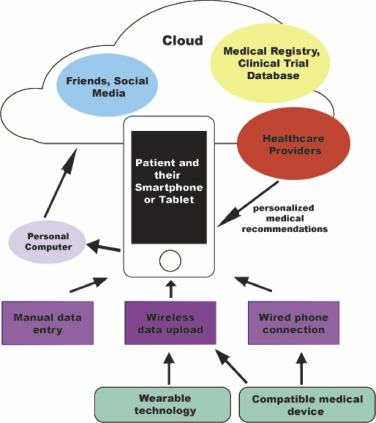 Cloud
Medical Registry,
Clinical Trial
Database
Friends, Social
Media
Healthcare
Providers
Patient and
their
Smartphone
or Tablet
personalized
medical
recommendations
Personal
Computer
Manual data
entry
Wireless
data upload
Wired phone
connection
Wearable
technology
Compatible medical
device